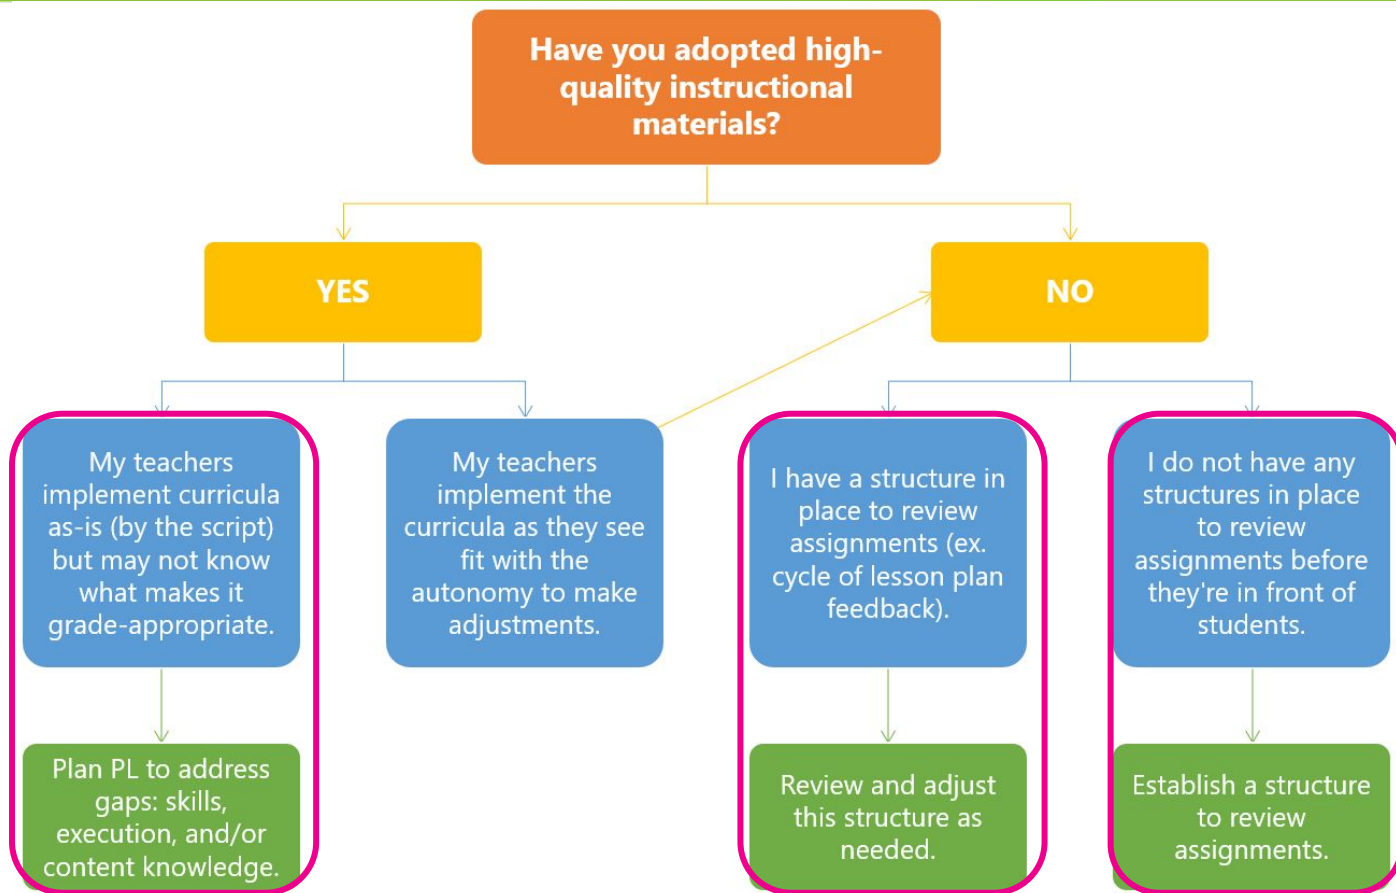 Have you adopted high-
quality instructional
materials?
YES
NO
My teachers
implement curricula
as-is (by the script)
but may not know
what makes it
grade-appropriate.
My teachers
implement the
curricula as they see
fit with the
autonomy to make
adjustments.
I have a structure in
place to review
assignments (ex.
cycle of lesson plan
feedback).
I do not have any
structures in place
to review
assignments before
they're in front of
students.
Plan PL to address
gaps: skills,
execution, and/or
content knowledge.
Review and adjust
this structure as
needed.
Establish a structure
to review
assignments.